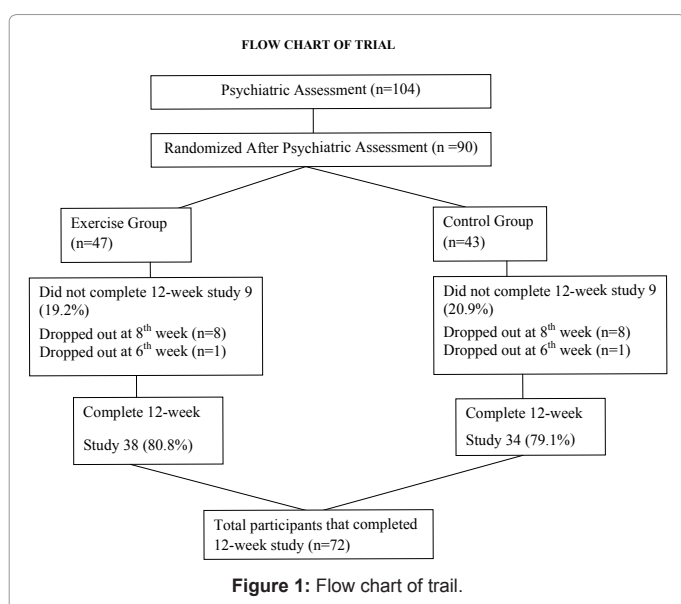 FLOW CHART OF TRIAL
Psychiatric Assessment (n=104)
Randomized After Psychiatric Assessment (n =90)
Exercise Group
(n=47)
Control Group
(n=43)
Did not complete 12-week study 9
(19.2%)
Dropped out at 8th week (n=8)
Dropped out at 6th week (n=1)
Did not complete 12-week study 9
(20.9%)
Dropped out at 8th week (n=8)
Dropped out at 6th week (n=1)
Complete 12-week
Study 38 (80.8%)
Complete 12-week
Study 34 (79.1%)
Total participants that completed
12-week study (n=72)
Figure 1: Flow chart of trail.